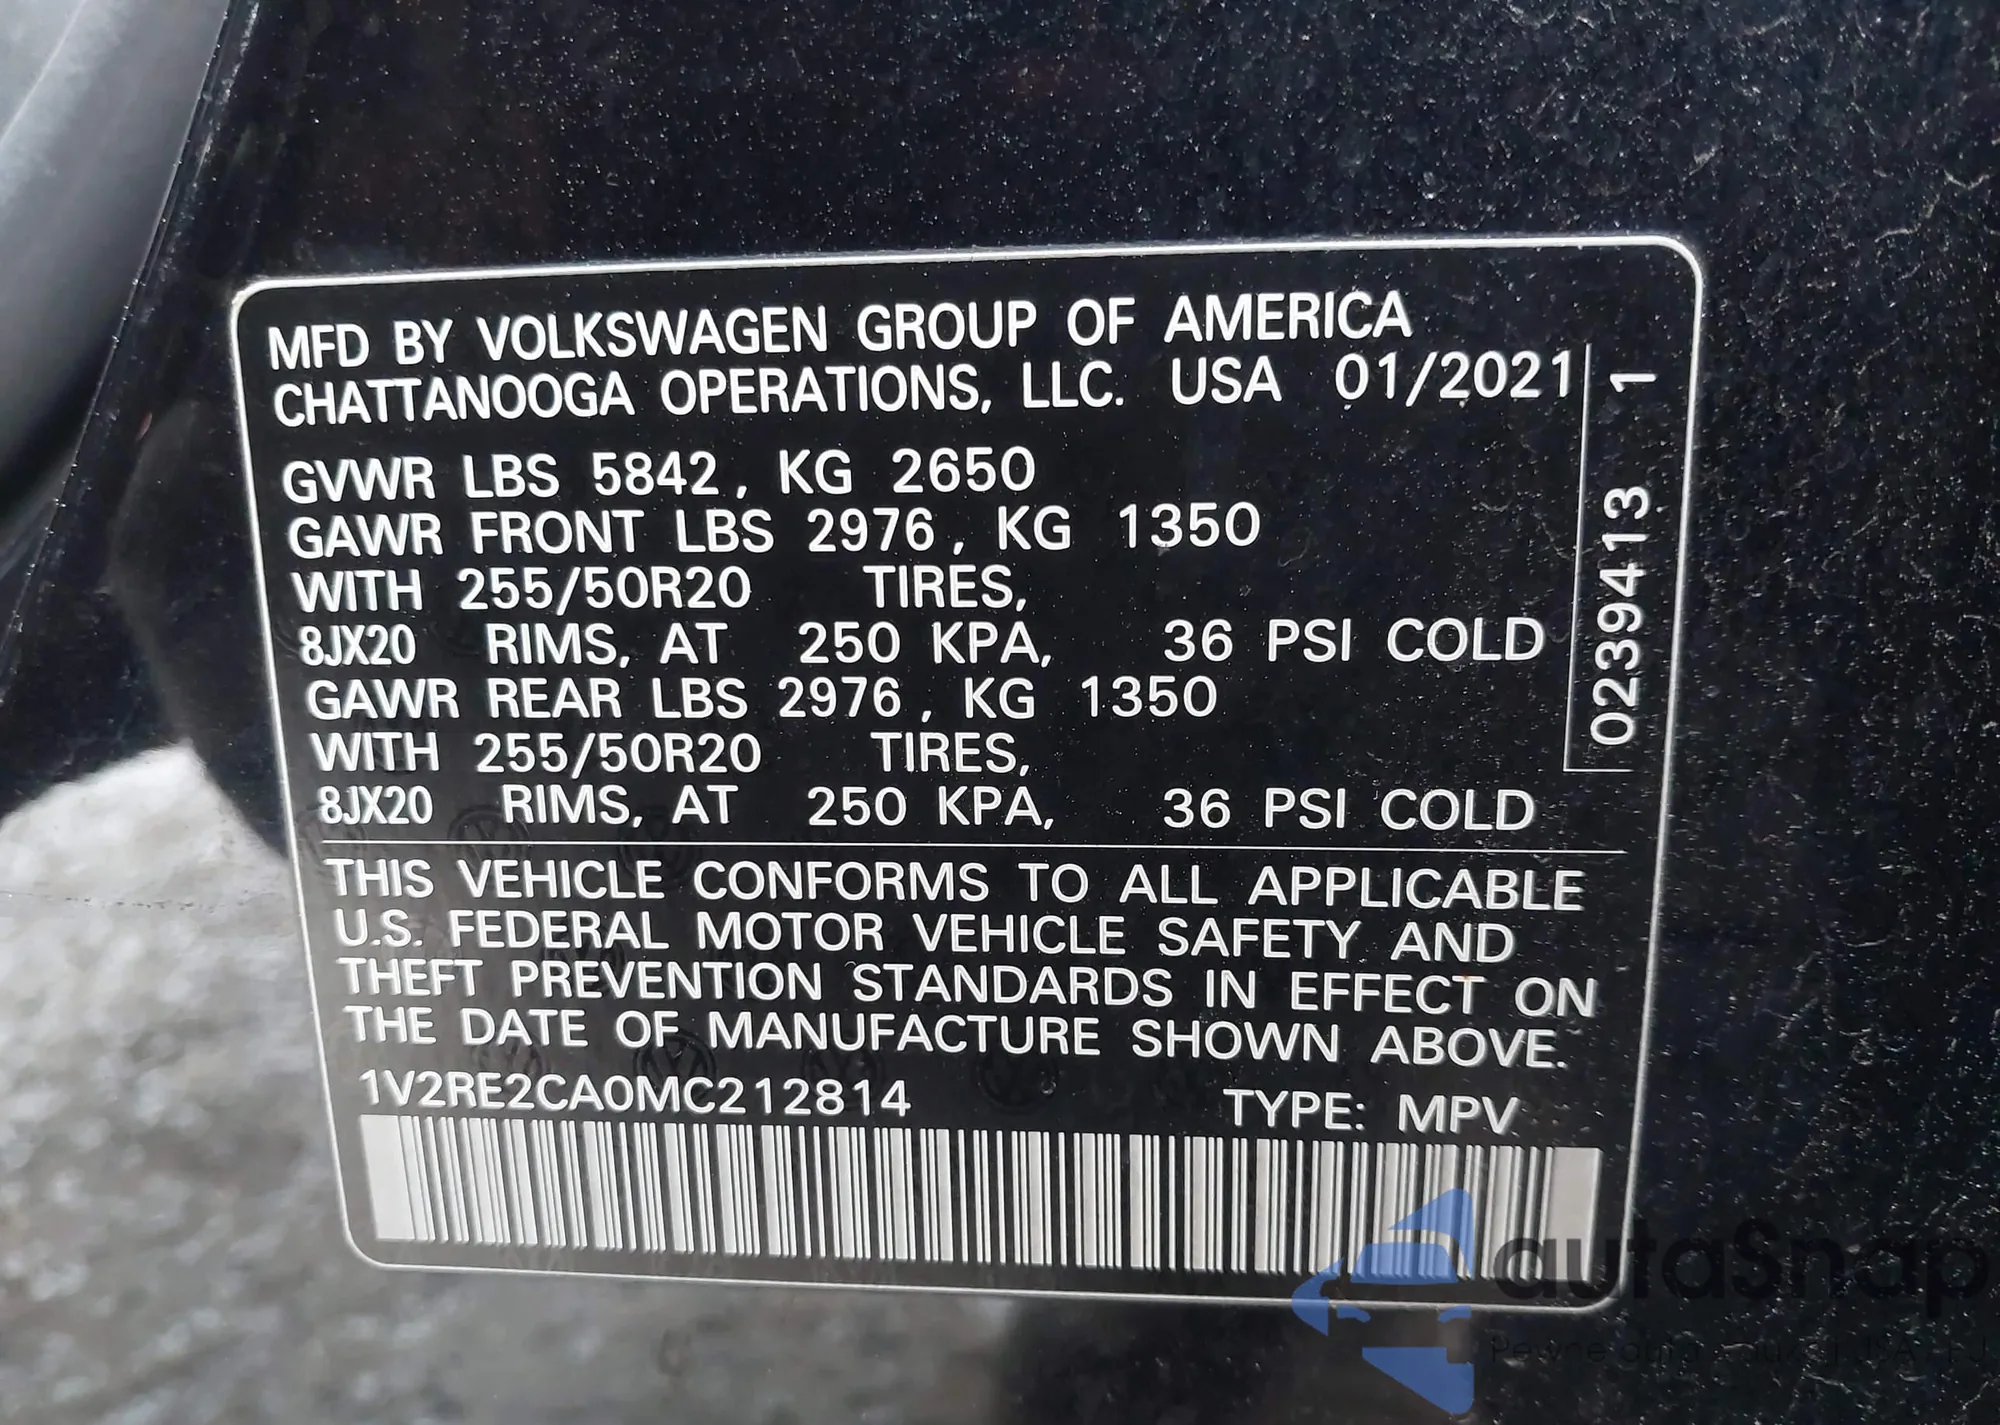 MFD BY VOLKSWAGEN GROUP OF AMERICA
CHATTANOOGA OPERATIONS, LLC. USA 01/2021
GVWR LBS 5842, KG 2650
GAWR FRONT LBS 2976, KG 1350
WITH 255/50R20 TIRES,
8JX20 RIMS, AT 250 KPA, 36 PSI COLD
GAWR REAR LBS 2976, KG 1350
WITH 255/50R20 TIRES,
8JX20 RIMS, AT 250 KPA, 36 PSI COLD
0239413 1
THIS VEHICLE CONFORMS TO ALL APPLICABLE
U.S. FEDERAL MOTOR VEHICLE SAFETY AND
THEFT PREVENTION STANDARDS IN EFFECT ON
THE DATE OF MANUFACTURE SHOWN ABOVE.
1V2RE2CA0MC212814 TYPE: MPV
autaSnap
Pewne